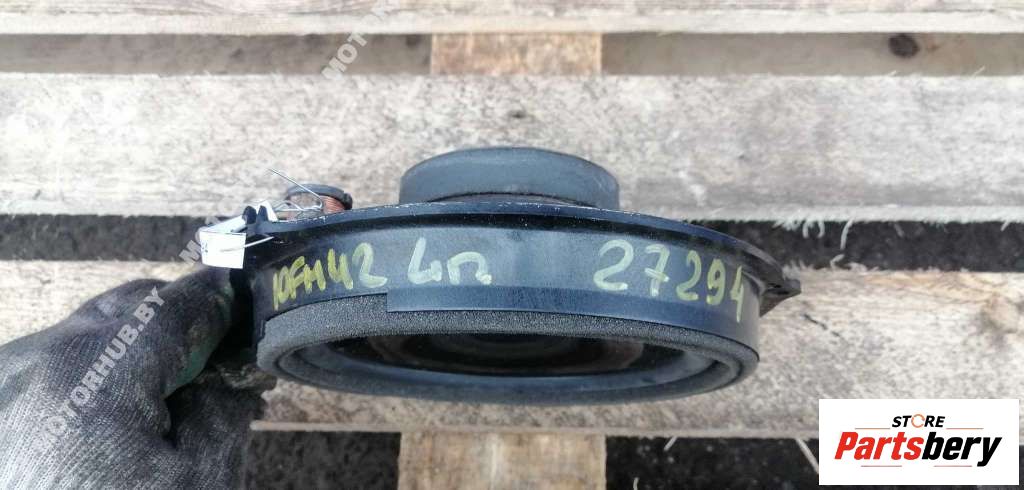 MOTORHUB.BY
10FM42 4п 27294
STORE
Partsbery